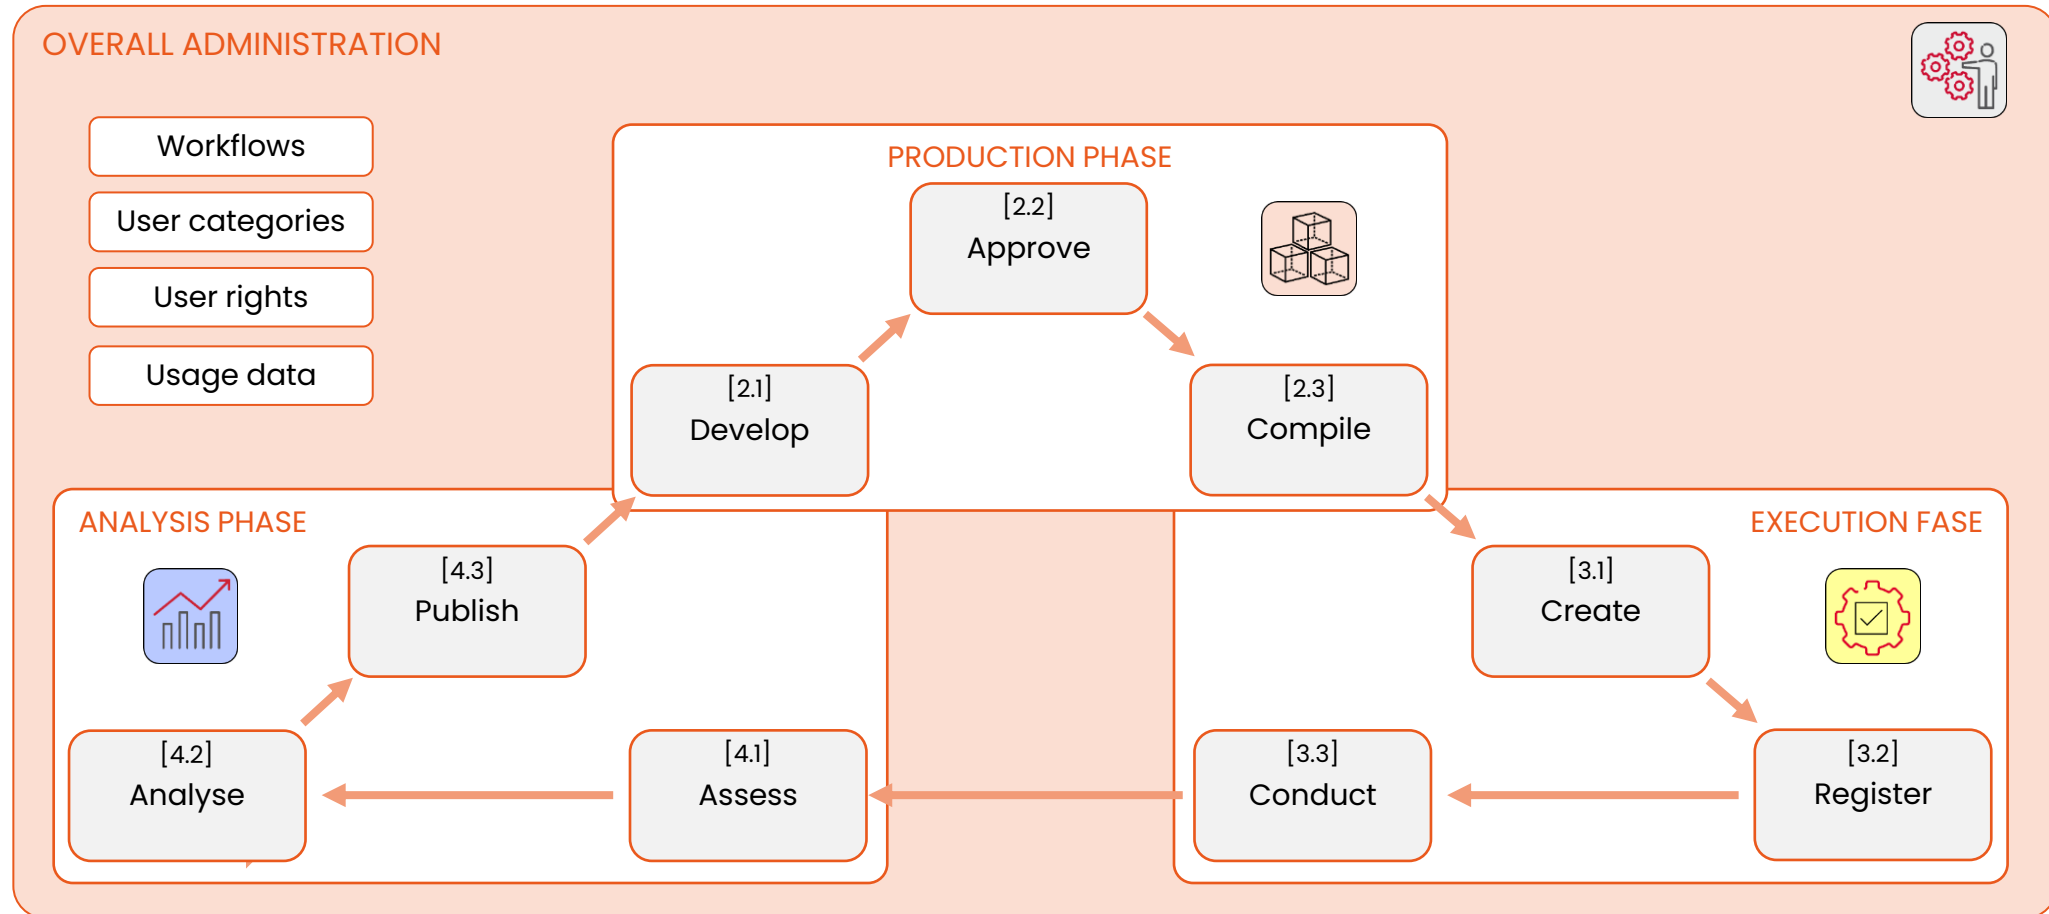 OVERALL ADMINISTRATION
Workflows
User categories
User rights
Usage data
PRODUCTION PHASE
[2.2]
Approve
[2.1]
Develop
[2.3]
Compile
ANALYSIS PHASE
[4.3]
Publish
[4.2]
Analyse
[4.1]
Assess
EXECUTION FASE
[3.1]
Create
[3.3]
Conduct
[3.2]
Register